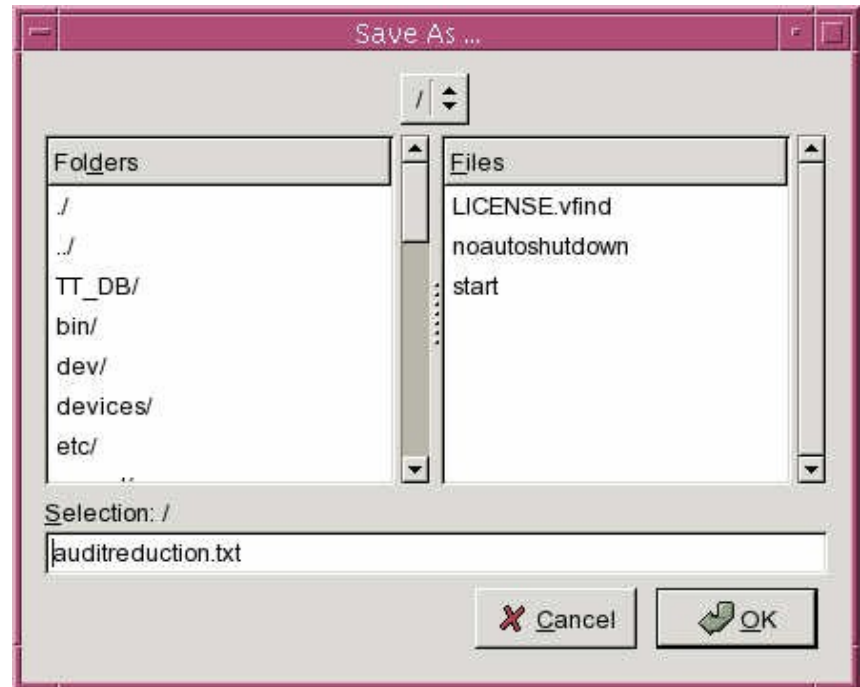 Save As ...
/
Folders
./
../
TT_DB/
bin/
dev/
devices/
etc/
Files
LICENSE.vfind
noautoshutdown
start
Selection: /
auditreduction.txt
Cancel
OK